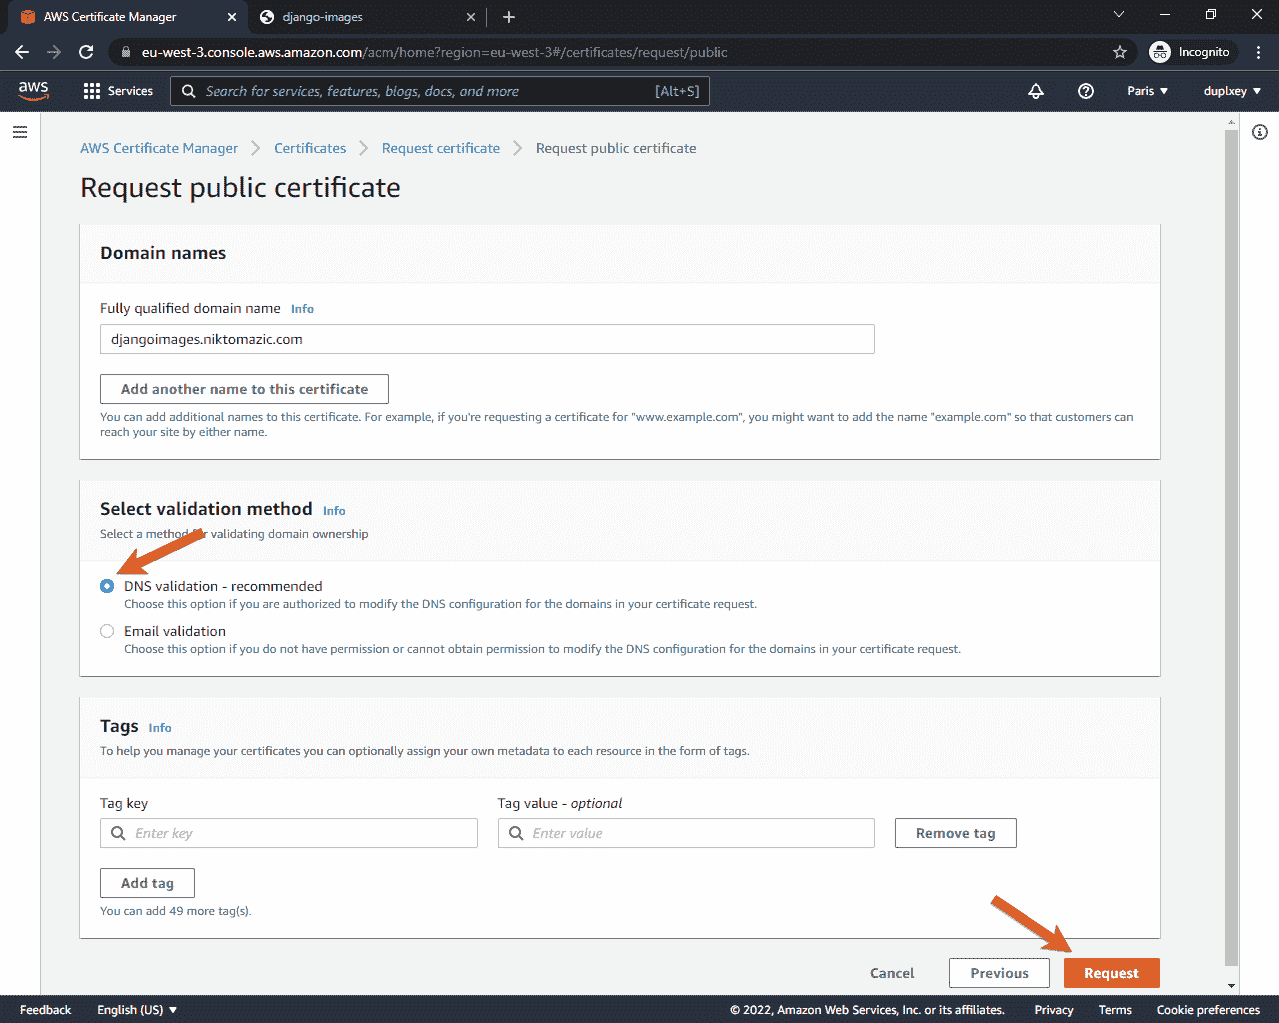 AWS Certificate Manager
django-images
eu-west-3.console.aws.amazon.com/acm/home?region=eu-west-3#/certificates/request/public
Incognito
aws
Services
Search for services, features, blogs, docs, and more
[Alt+S]
Paris
duplxey
AWS Certificate Manager
Certificates
Request certificate
Request public certificate
Request public certificate
Domain names
Fully qualified domain name Info
djangoimages.niktomazic.com
Add another name to this certificate
You can add additional names to this certificate. For example, if you're requesting a certificate for "www.example.com", you might want to add the name "example.com" so that customers can
reach your site by either name.
Select validation method Info
Select a method for validating domain ownership
DNS validation - recommended
Choose this option if you are authorized to modify the DNS configuration for the domains in your certificate request.
Email validation
Choose this option if you do not have permission or cannot obtain permission to modify the DNS configuration for the domains in your certificate request.
Tags Info
To help you manage your certificates you can optionally assign your own metadata to each resource in the form of tags.
Tag key
Tag value - optional
Enter key
Enter value
Remove tag
Add tag
You can add 49 more tag(s).
Cancel
Previous
Request
Feedback
English (US)
© 2022, Amazon Web Services, Inc. or its affiliates.
Privacy
Terms
Cookie preferences